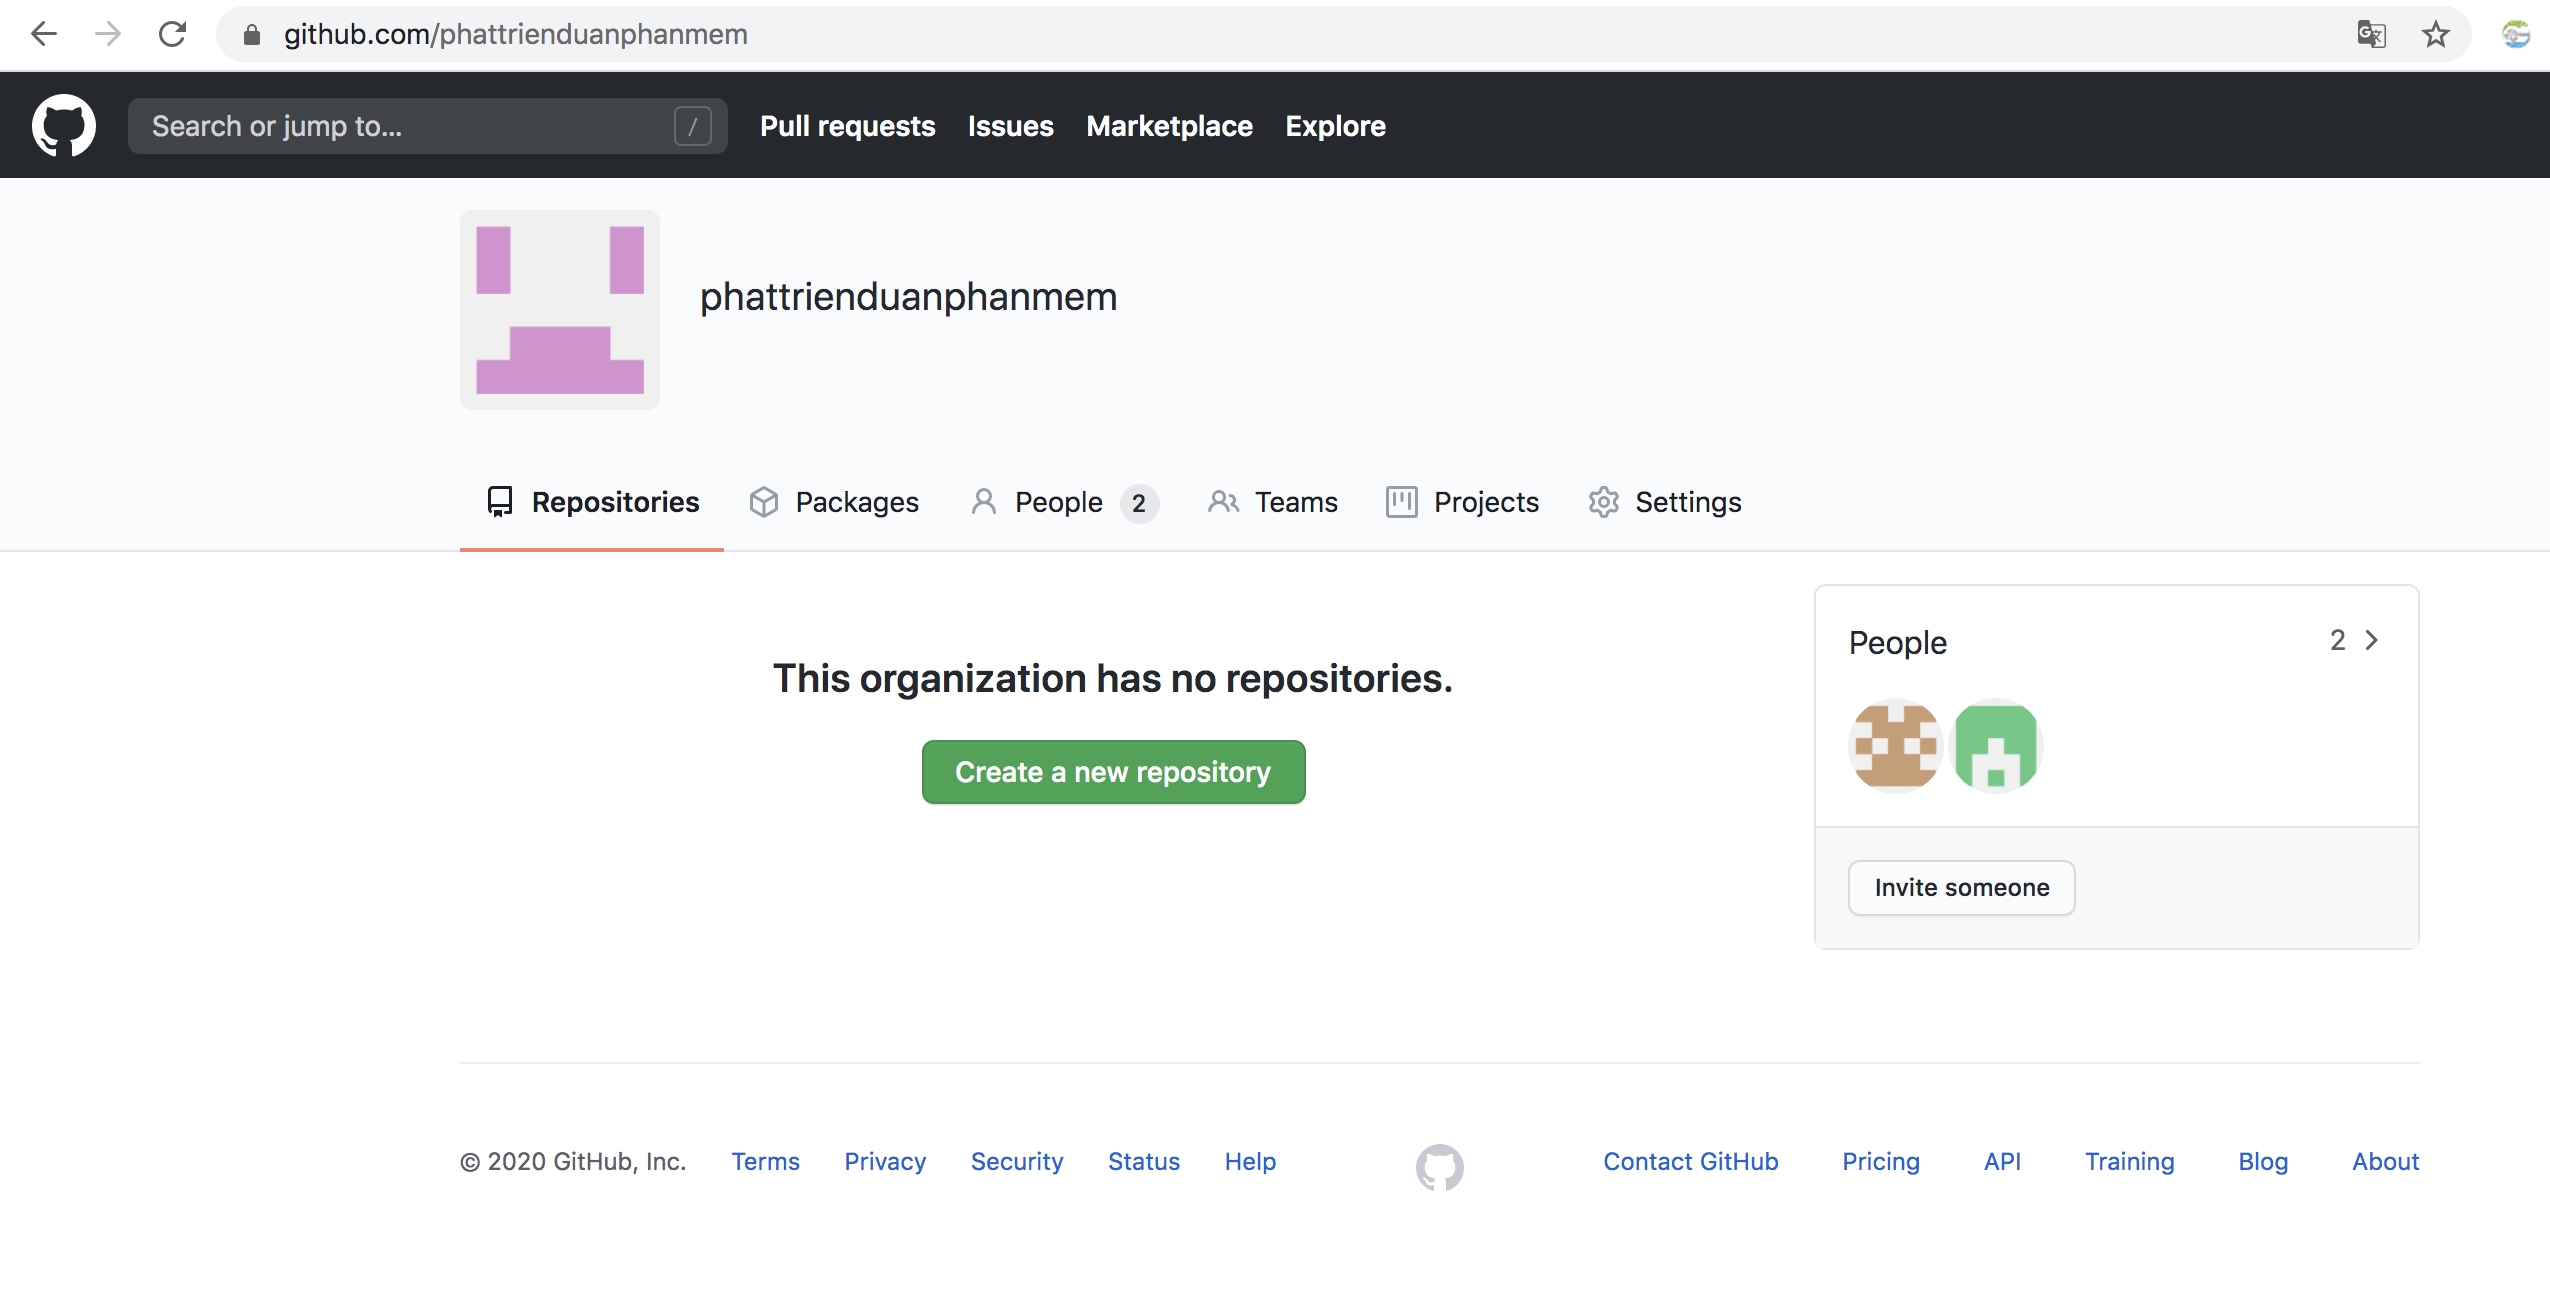 github.com/phattrienduanphanmem
Search or jump to... /
Pull requests Issues Marketplace Explore
phattrienduanphanmem
Repositories Packages People 2 Teams Projects Settings
This organization has no repositories.
Create a new repository
People 2
Invite someone
© 2020 GitHub, Inc. Terms Privacy Security Status Help Contact GitHub Pricing API Training Blog About